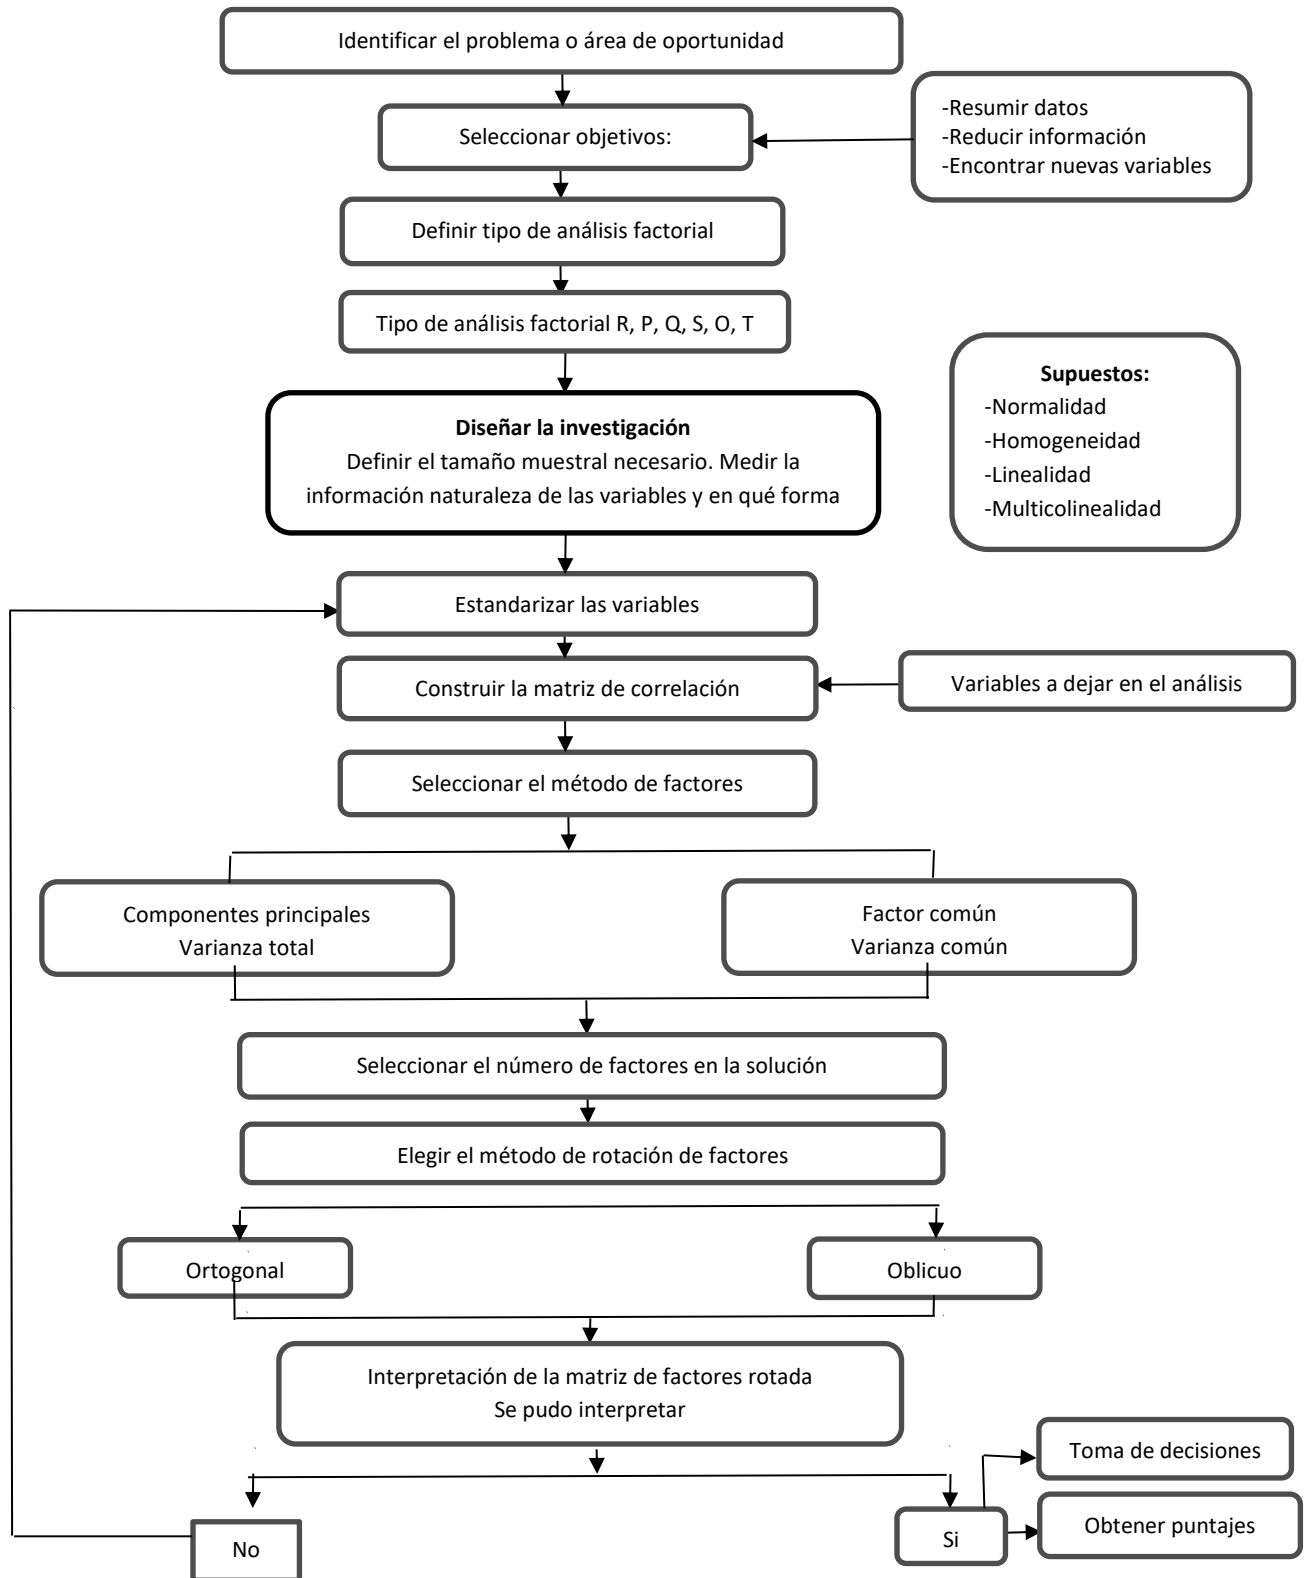 Identificar el problema o área de oportunidad
Seleccionar objetivos:
-Resumir datos
-Reducir información
-Encontrar nuevas variables
Definir tipo de análisis factorial
Tipo de análisis factorial R, P, Q, S, O, T
Supuestos:
-Normalidad
-Homogeneidad
-Linealidad
-Multicolinealidad
Diseñar la investigación
Definir el tamaño muestral necesario. Medir la
información naturaleza de las variables y en qué forma
Estandarizar las variables
Construir la matriz de correlación
Variables a dejar en el análisis
Seleccionar el método de factores
Componentes principales
Varianza total
Factor común
Varianza común
Seleccionar el número de factores en la solución
Elegir el método de rotación de factores
Ortogonal
Oblicuo
Interpretación de la matriz de factores rotada
Se pudo interpretar
Toma de decisiones
Obtener puntajes
Si
No